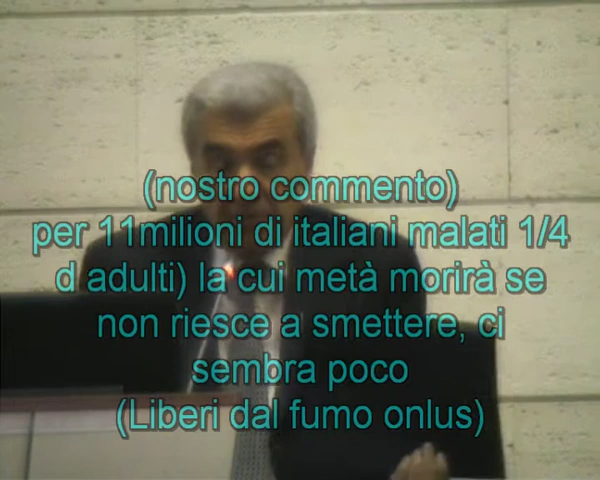 (nostro commento)
per 11milioni di italiani malati 1/4
d adulti) la cui metà morirà se
non riesce a smettere, ci
sembra poco
(Liberi dal fumo onlus)